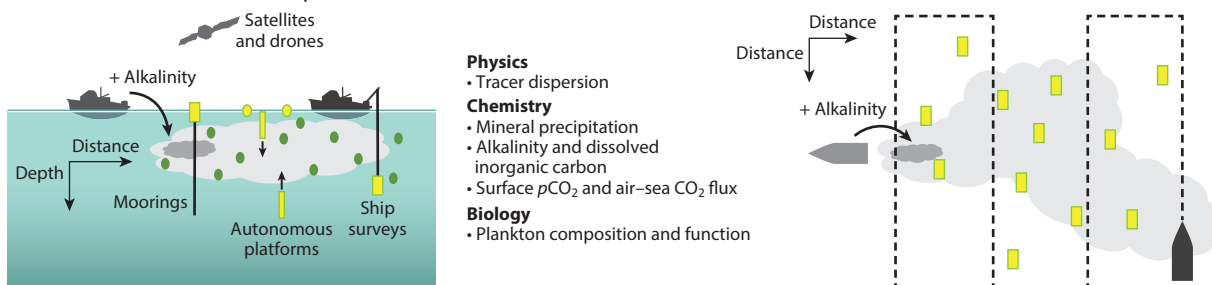 Satellites
and drones
+ Alkalinity
Distance
Depth
Moorings
Autonomous
platforms
Ship
surveys
Physics
• Tracer dispersion
Chemistry
• Mineral precipitation
• Alkalinity and dissolved
inorganic carbon
• Surface pCO₂ and air–sea CO₂ flux
Biology
• Plankton composition and function
Distance
Distance
+ Alkalinity